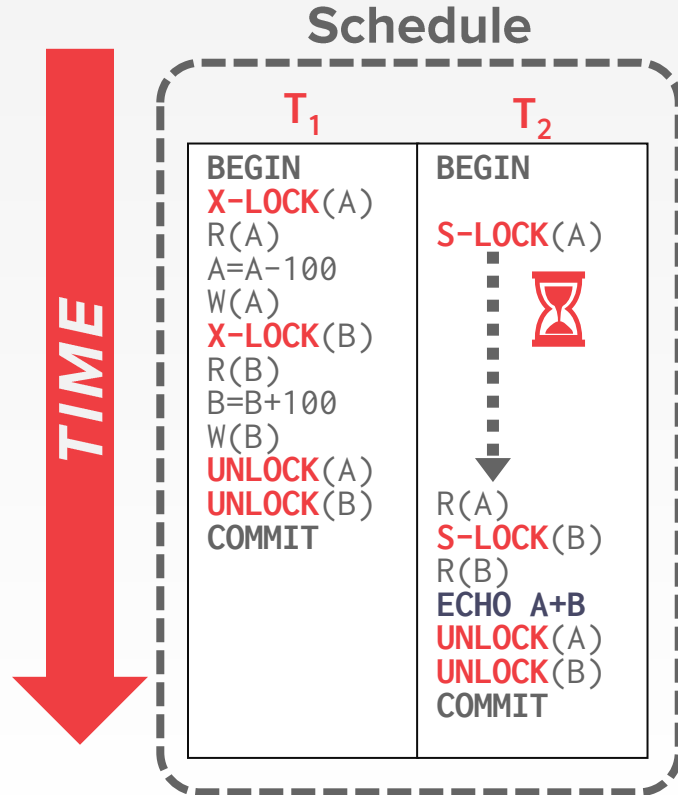 Schedule
TIME
T1
T2
BEGIN
X-LOCK(A)
R(A)
A=A-100
W(A)
X-LOCK(B)
R(B)
B=B+100
W(B)
UNLOCK(A)
UNLOCK(B)
COMMIT
BEGIN
S-LOCK(A)
R(A)
S-LOCK(B)
R(B)
ECHO A+B
UNLOCK(A)
UNLOCK(B)
COMMIT